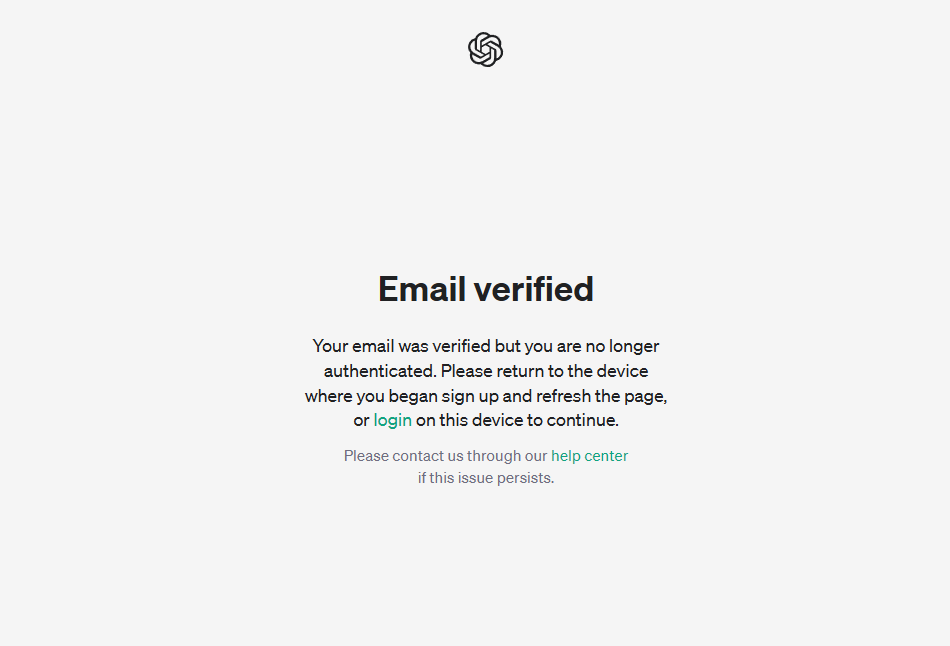 Email verified
Your email was verified but you are no longer
authenticated. Please return to the device
where you began sign up and refresh the page,
or login on this device to continue.
Please contact us through our help center
if this issue persists.